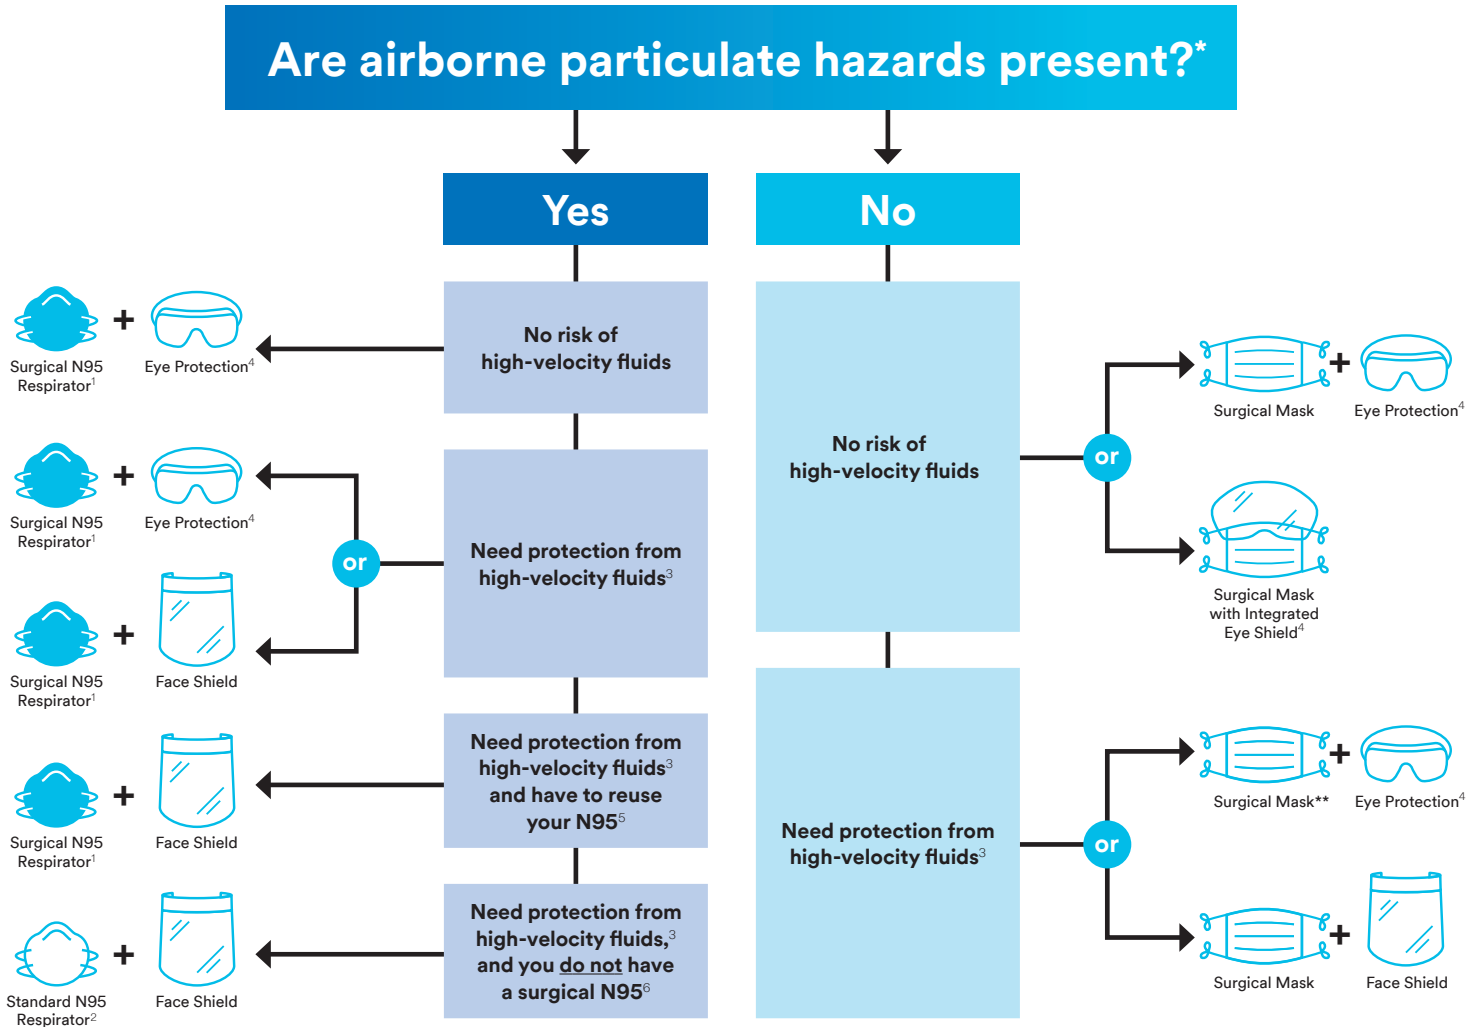 Are airborne particulate hazards present?*
Yes
No
No risk of
high-velocity fluids
Surgical N95
Respirator¹
+
Eye Protection⁴
Need protection from
high-velocity fluids³
or
Surgical N95
Respirator¹
+
Eye Protection⁴
Surgical N95
Respirator¹
+
Face Shield
Need protection from
high-velocity fluids³
and have to reuse
your N95⁵
Surgical N95
Respirator¹
+
Face Shield
Need protection from
high-velocity fluids,³
and you do not have
a surgical N95⁶
Standard N95
Respirator²
+
Face Shield
No risk of
high-velocity fluids
or
Surgical Mask
+
Eye Protection⁴
Surgical Mask
with Integrated
Eye Shield⁴
Need protection from
high-velocity fluids³
or
Surgical Mask**
+
Eye Protection⁴
Surgical Mask
+
Face Shield